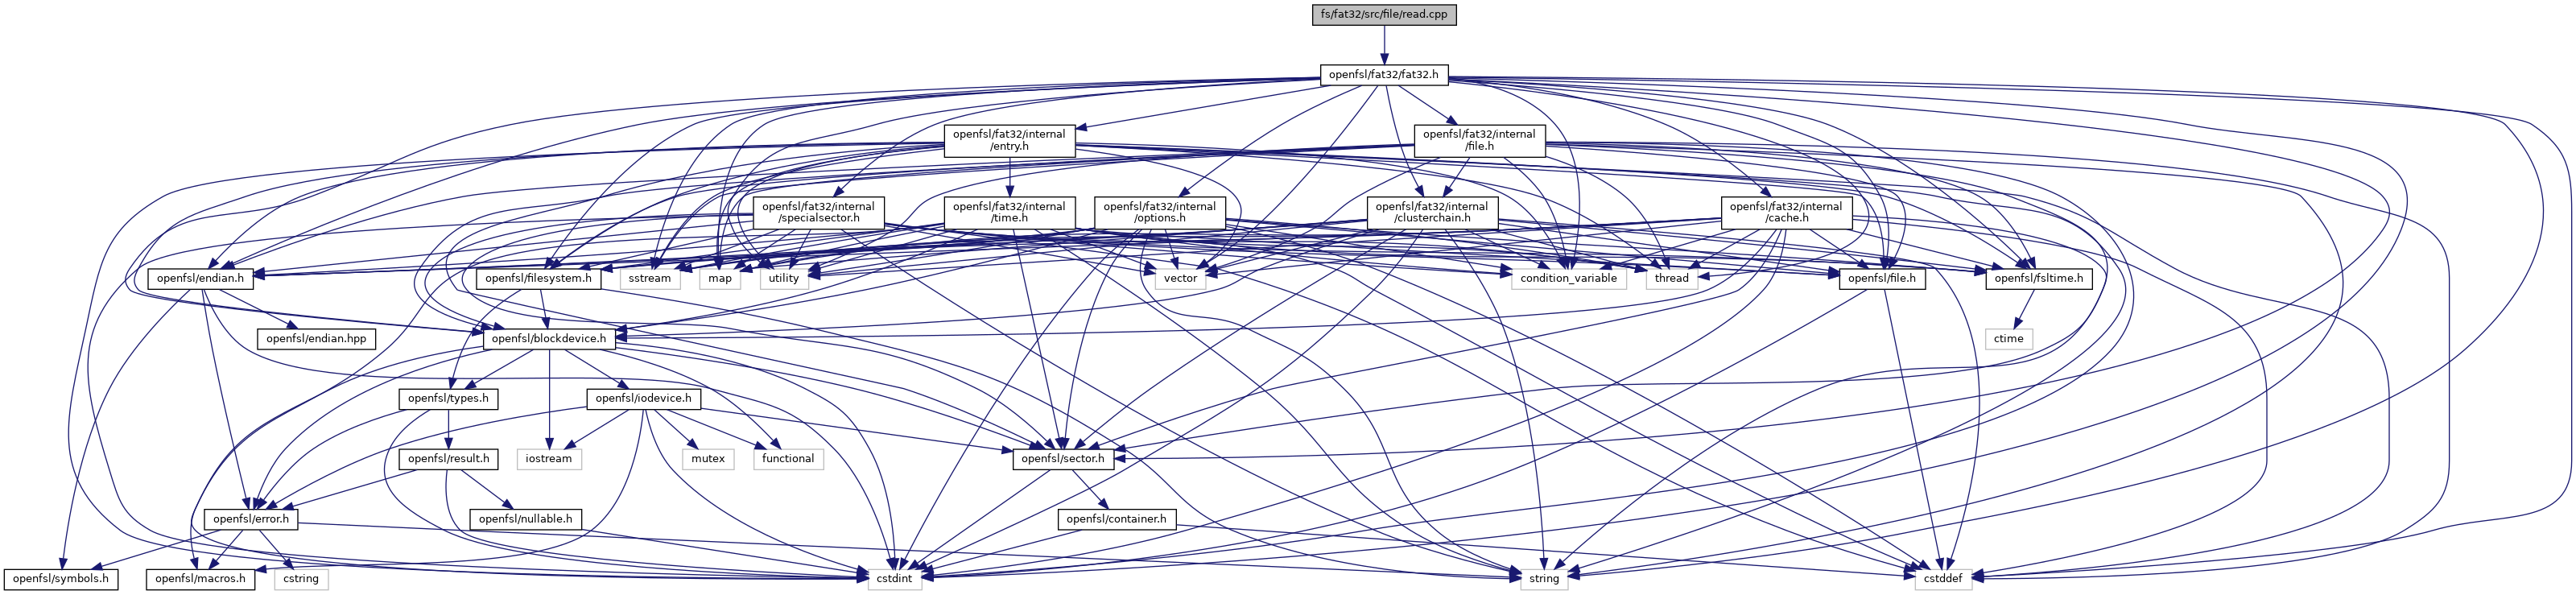 fs/fat32/src/file/read.cpp
openfsl/fat32/fat32.h
openfsl/fat32/internal
/entry.h
openfsl/fat32/internal
/file.h
openfsl/fat32/internal
/specialsector.h
openfsl/fat32/internal
/time.h
openfsl/fat32/internal
/options.h
openfsl/fat32/internal
/clusterchain.h
openfsl/fat32/internal
/cache.h
openfsl/endian.h
openfsl/filesystem.h
sstream
map
utility
vector
condition_variable
thread
openfsl/file.h
openfsl/fsltime.h
openfsl/endian.hpp
openfsl/blockdevice.h
ctime
openfsl/types.h
openfsl/iodevice.h
openfsl/result.h
iostream
mutex
functional
openfsl/sector.h
openfsl/error.h
openfsl/nullable.h
openfsl/container.h
openfsl/symbols.h
openfsl/macros.h
cstring
cstdint
string
cstddef